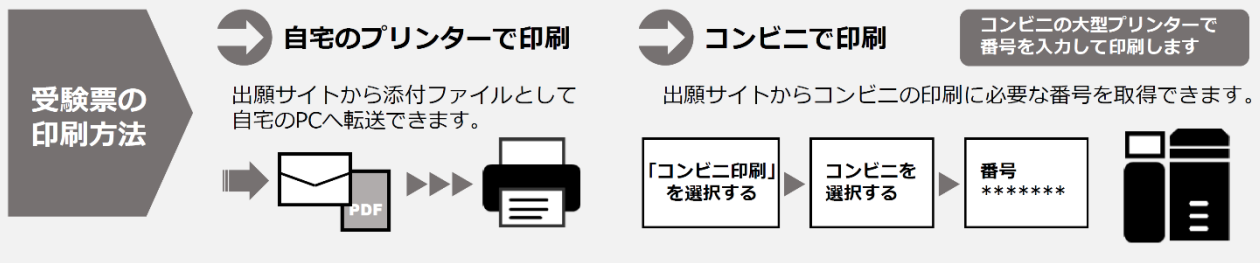 受験票の
印刷方法
自宅のプリンターで印刷
出願サイトから添付ファイルとして
自宅のPCへ転送できます。
PDF
コンビニで印刷
コンビニの大型プリンターで
番号を入力して印刷します
出願サイトからコンビニの印刷に必要な番号を取得できます。
「コンビニ印刷」
を選択する
コンビニを
選択する
番号
*******